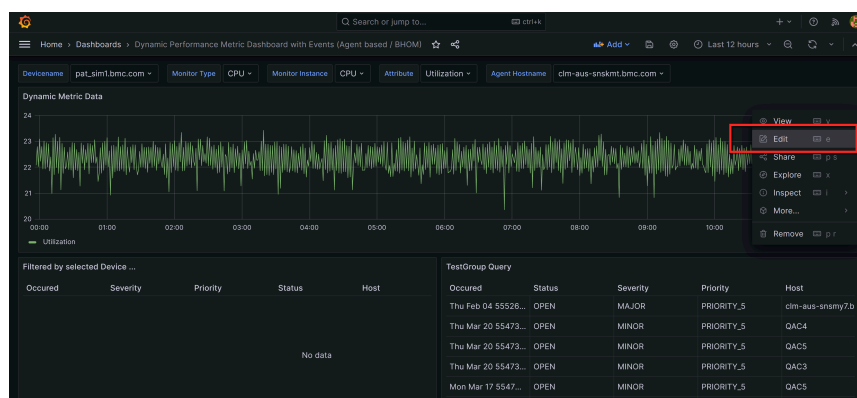 Search or jump to... ctrl+k
Home › Dashboards › Dynamic Performance Metric Dashboard with Events (Agent based / BHOM) Add Last 12 hours
Devicename pat_sim1.bmc.com Monitor Type CPU Monitor Instance CPU Attribute Utilization Agent Hostname clm-aus-snskmt.bmc.com
Dynamic Metric Data
24
23
22
21
20
00:00 01:00 02:00 03:00 04:00 05:00 06:00 07:00 08:00 09:00 10:00
Utilization
View v
Edit e
Share p s
Explore x
Inspect i
More...
Remove p r
Filtered by selected Device ...
Occured Severity Priority Status Host
No data
TestGroup Query
Occured Status Severity Priority Host
Thu Feb 04 55526... OPEN MAJOR PRIORITY_5 clm-aus-snsmy7.b
Thu Mar 20 55473... OPEN MINOR PRIORITY_5 QAC4
Thu Mar 20 55473... OPEN MINOR PRIORITY_5 QAC5
Thu Mar 20 55473... OPEN MINOR PRIORITY_5 QAC3
Mon Mar 17 5547... OPEN MINOR PRIORITY_5 QAC5